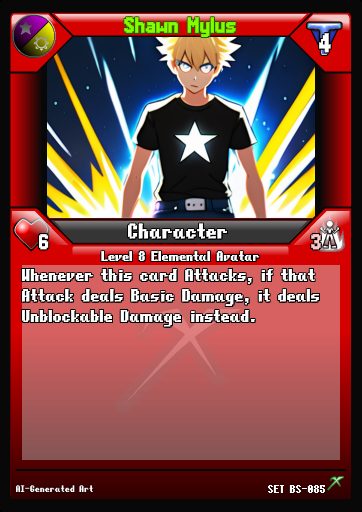 Shawn Mylus
4
Character
6
3
Level 8 Elemental Avatar
Whenever this card Attacks, if that
Attack deals Basic Damage, it deals
Unblockable Damage instead.
AI-Generated Art
SET BS-085